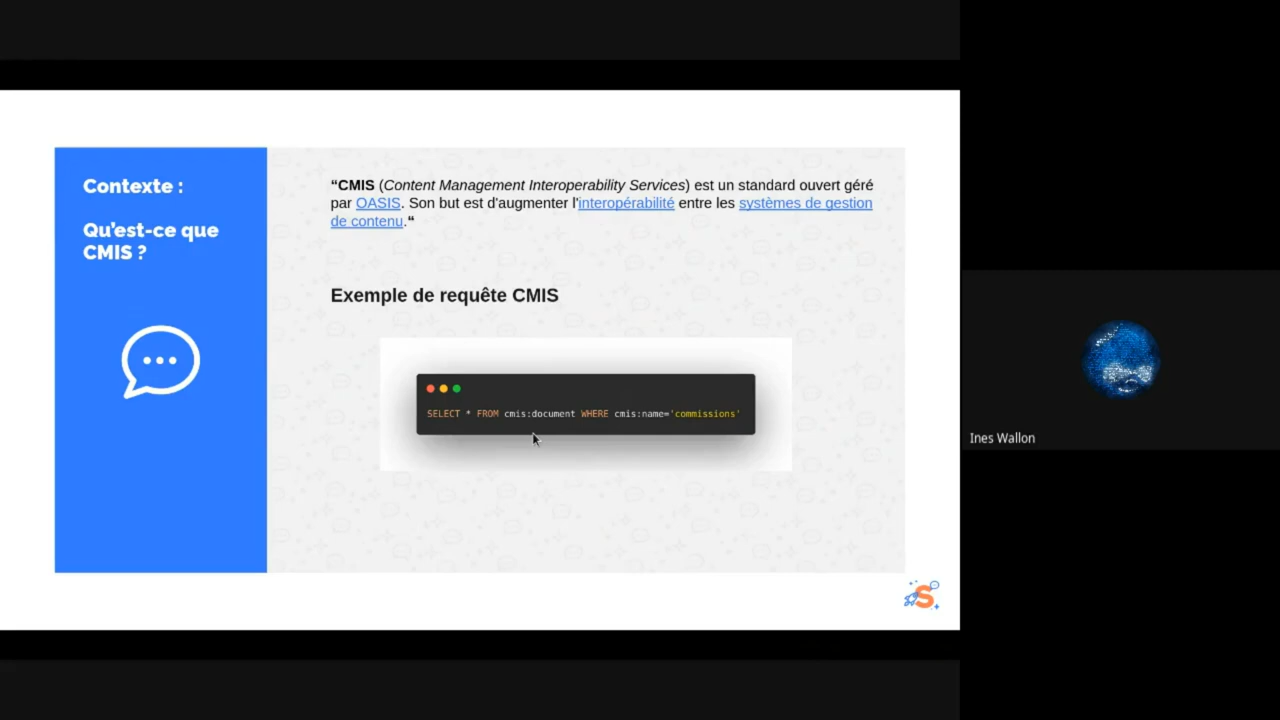 Contexte :
Qu'est-ce que
CMIS ?
“CMIS (Content Management Interoperability Services) est un standard ouvert géré
par OASIS. Son but est d'augmenter l'interopérabilité entre les systèmes de gestion
de contenu.“
Exemple de requête CMIS
SELECT * FROM cmis:document WHERE cmis:name='commissions'
S
Ines Wallon